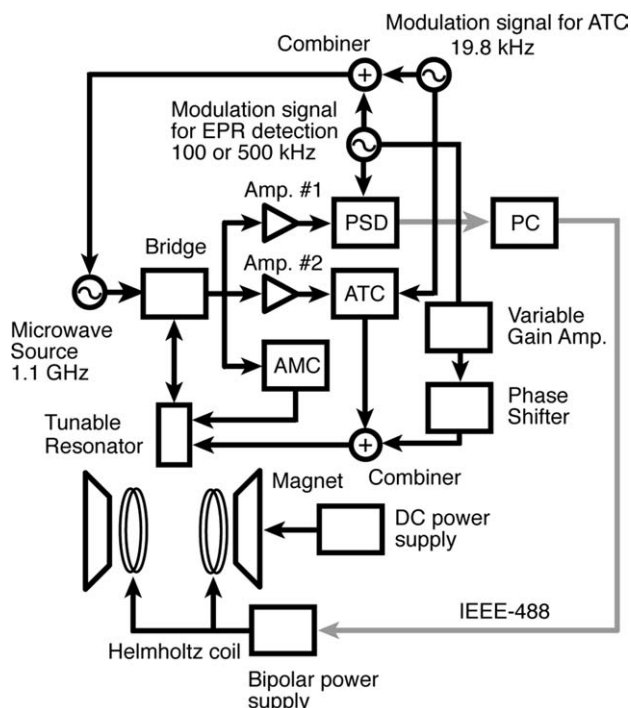 Modulation signal for ATC
19.8 kHz
Combiner
+
Modulation signal
for EPR detection
100 or 500 kHz
Amp. #1
PSD
PC
Bridge
Amp. #2
ATC
Variable
Gain Amp.
Microwave
Source
1.1 GHz
AMC
Phase
Shifter
Tunable
Resonator
+
Combiner
Magnet
DC power
supply
IEEE-488
Helmholtz coil
Bipolar power
supply